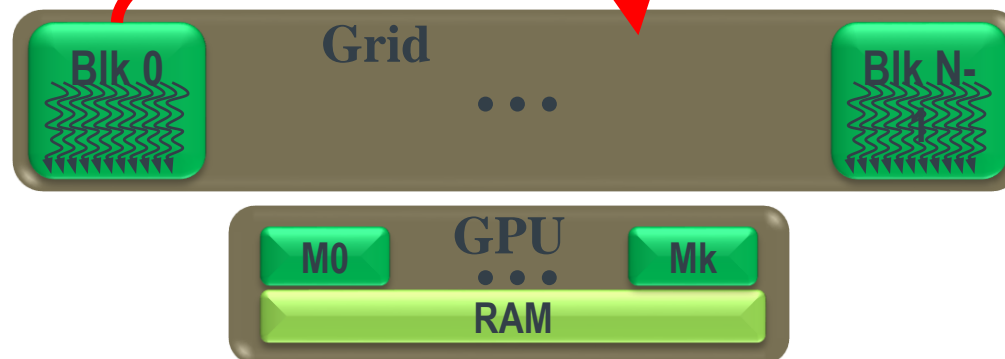 Grid
Blk 0
Blk N-
1
• • •
GPU
M0
Mk
• • •
RAM